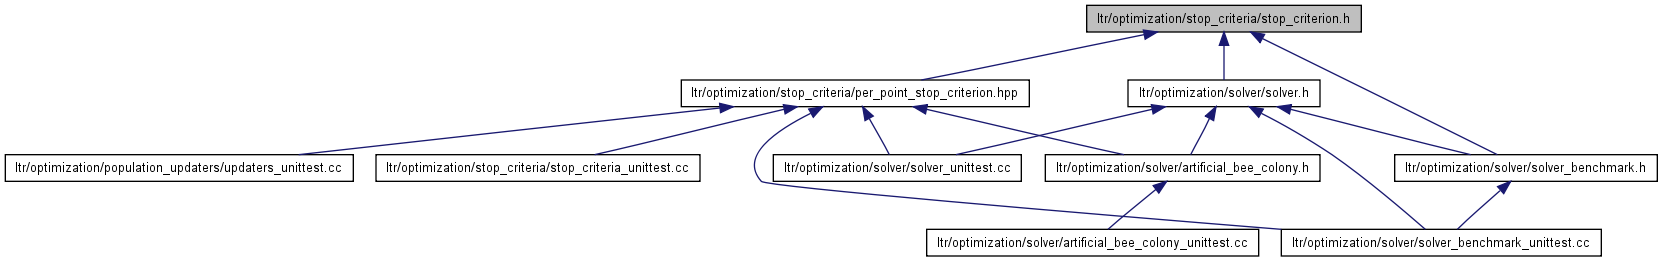 ltr/optimization/stop_criteria/stop_criterion.h
ltr/optimization/stop_criteria/per_point_stop_criterion.hpp
ltr/optimization/solver/solver.h
ltr/optimization/population_updaters/updaters_unittest.cc
ltr/optimization/stop_criteria/stop_criteria_unittest.cc
ltr/optimization/solver/solver_unittest.cc
ltr/optimization/solver/artificial_bee_colony.h
ltr/optimization/solver/solver_benchmark.h
ltr/optimization/solver/artificial_bee_colony_unittest.cc
ltr/optimization/solver/solver_benchmark_unittest.cc